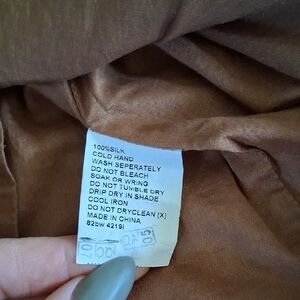 100%SILK
COLD HAND
WASH SEPERATELY
DO NOT BLEACH
SOAK OR WRING
DO NOT TUMBLE DRY
DRIP DRY IN SHADE
COOL IRON
DO NOT DRYCLEAN (X)
MADE IN CHINA